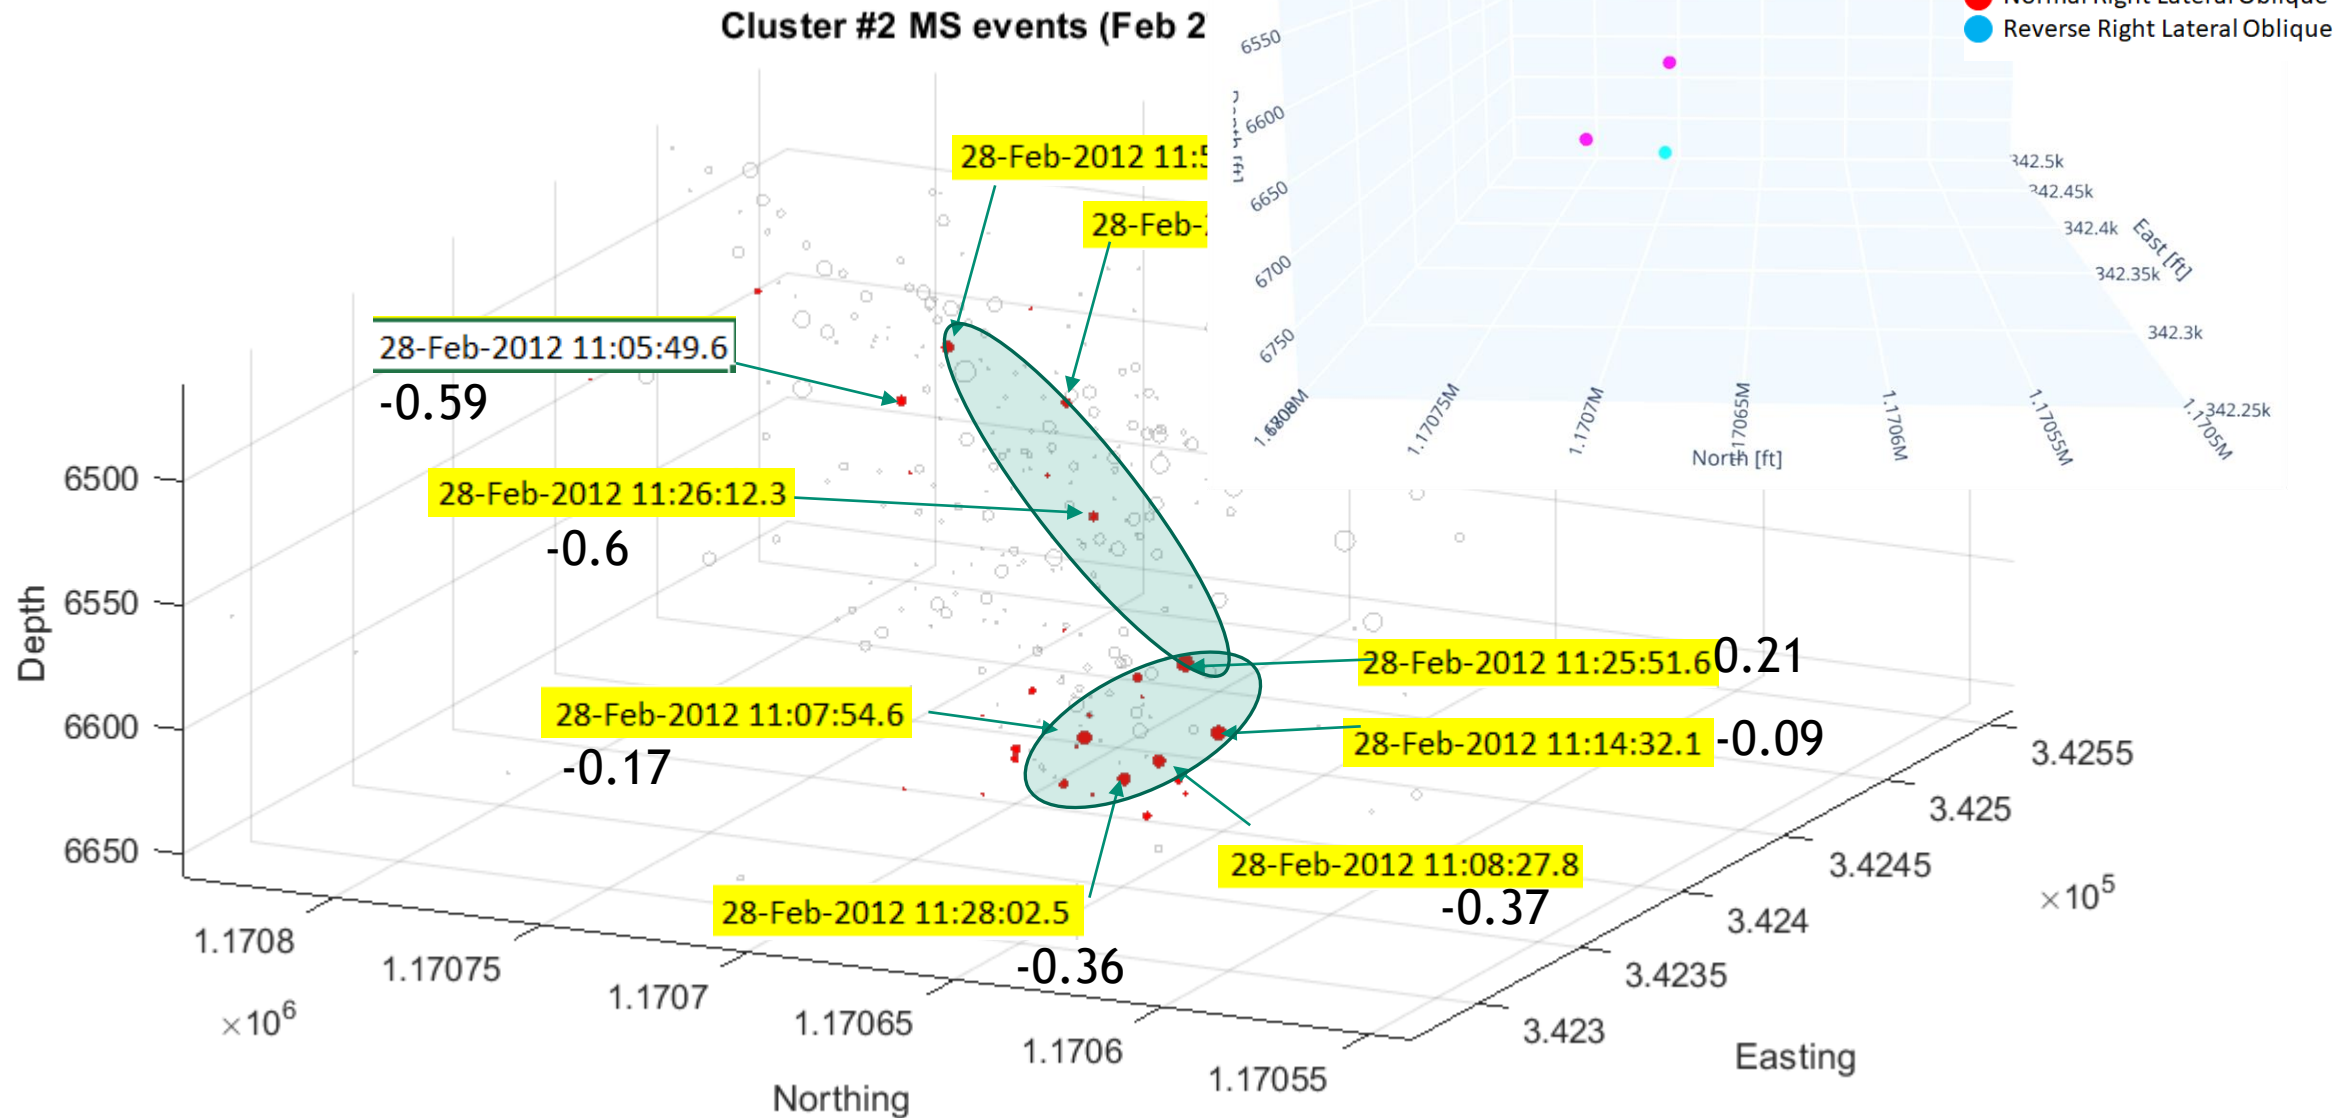 Cluster #2 MS events (Feb 2
Reverse Right Lateral Oblique
28-Feb-2012 11:5
28-Feb-
28-Feb-2012 11:05:49.6
-0.59
28-Feb-2012 11:26:12.3
-0.6
28-Feb-2012 11:25:51.6 0.21
28-Feb-2012 11:07:54.6
-0.17
28-Feb-2012 11:14:32.1 -0.09
28-Feb-2012 11:08:27.8
-0.37
28-Feb-2012 11:28:02.5
-0.36
Depth
6500
6550
6600
6650
1.1708
1.17075
1.1707
1.17065
1.1706
1.17055
×10⁶
Northing
3.423
3.4235
3.424
3.4245
3.425
3.4255
×10⁵
Easting
6550
6600
6650
6700
6750
1.17075M
1.1707M
1.17065M
1.1706M
1.17055M
1.1705M
North [ft]
342.5k
342.45k
342.4k
342.35k
342.3k
342.25k
East [ft]